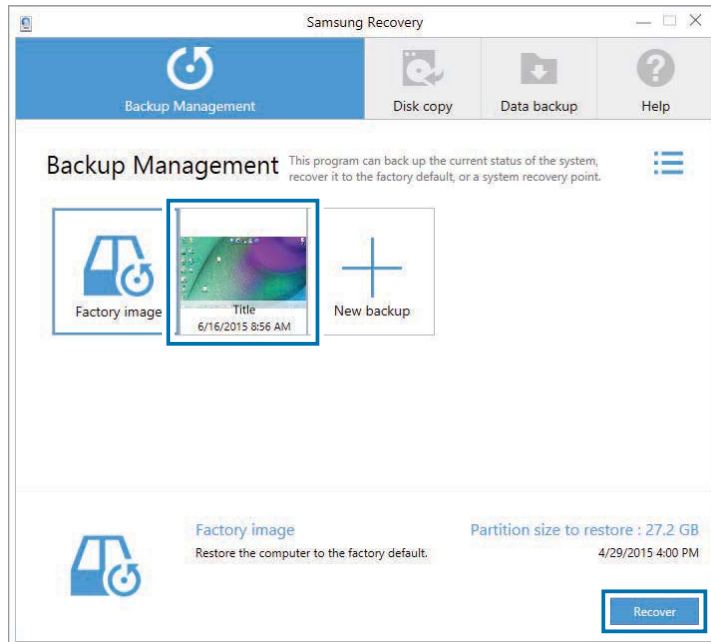 Samsung Recovery
Backup Management
Disk copy
Data backup
Help
Backup Management
This program can back up the current status of the system,
recover it to the factory default, or a system recovery point.
Factory image
Title
6/16/2015 8:56 AM
New backup
Factory image
Restore the computer to the factory default.
Partition size to restore : 27.2 GB
4/29/2015 4:00 PM
Recover